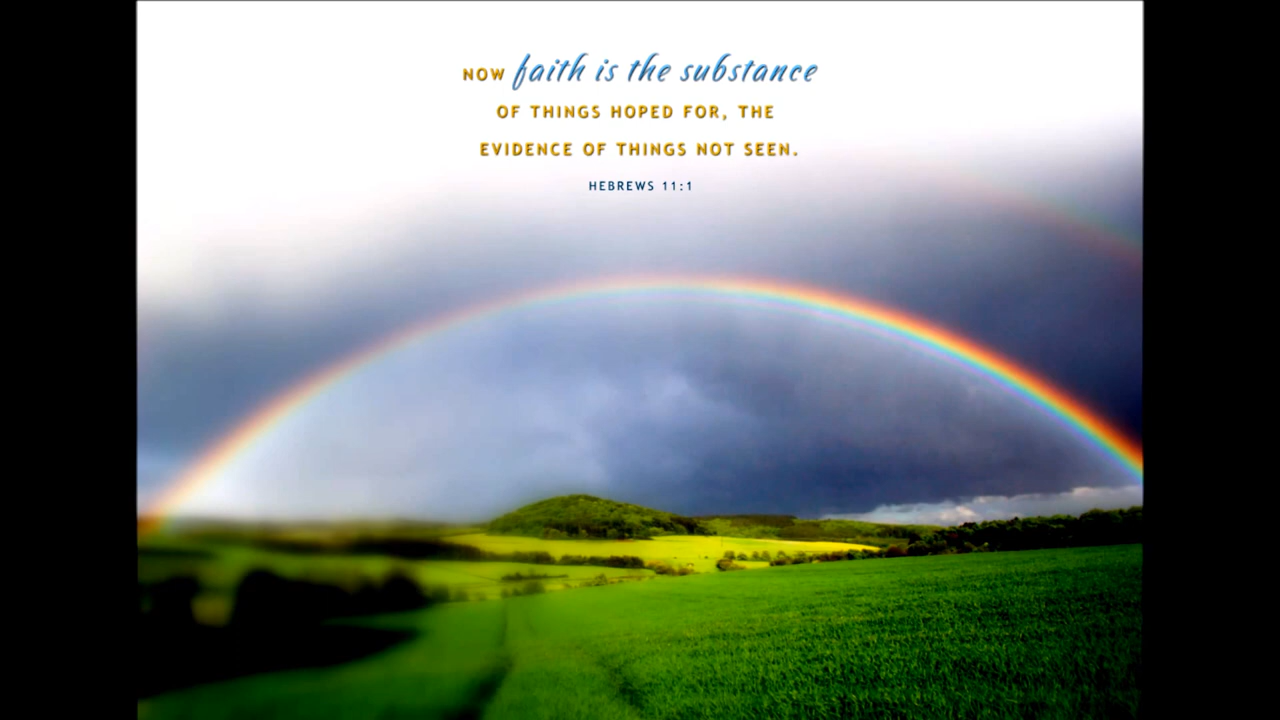 NOW faith is the substance
OF THINGS HOPED FOR, THE
EVIDENCE OF THINGS NOT SEEN.
HEBREWS 11:1